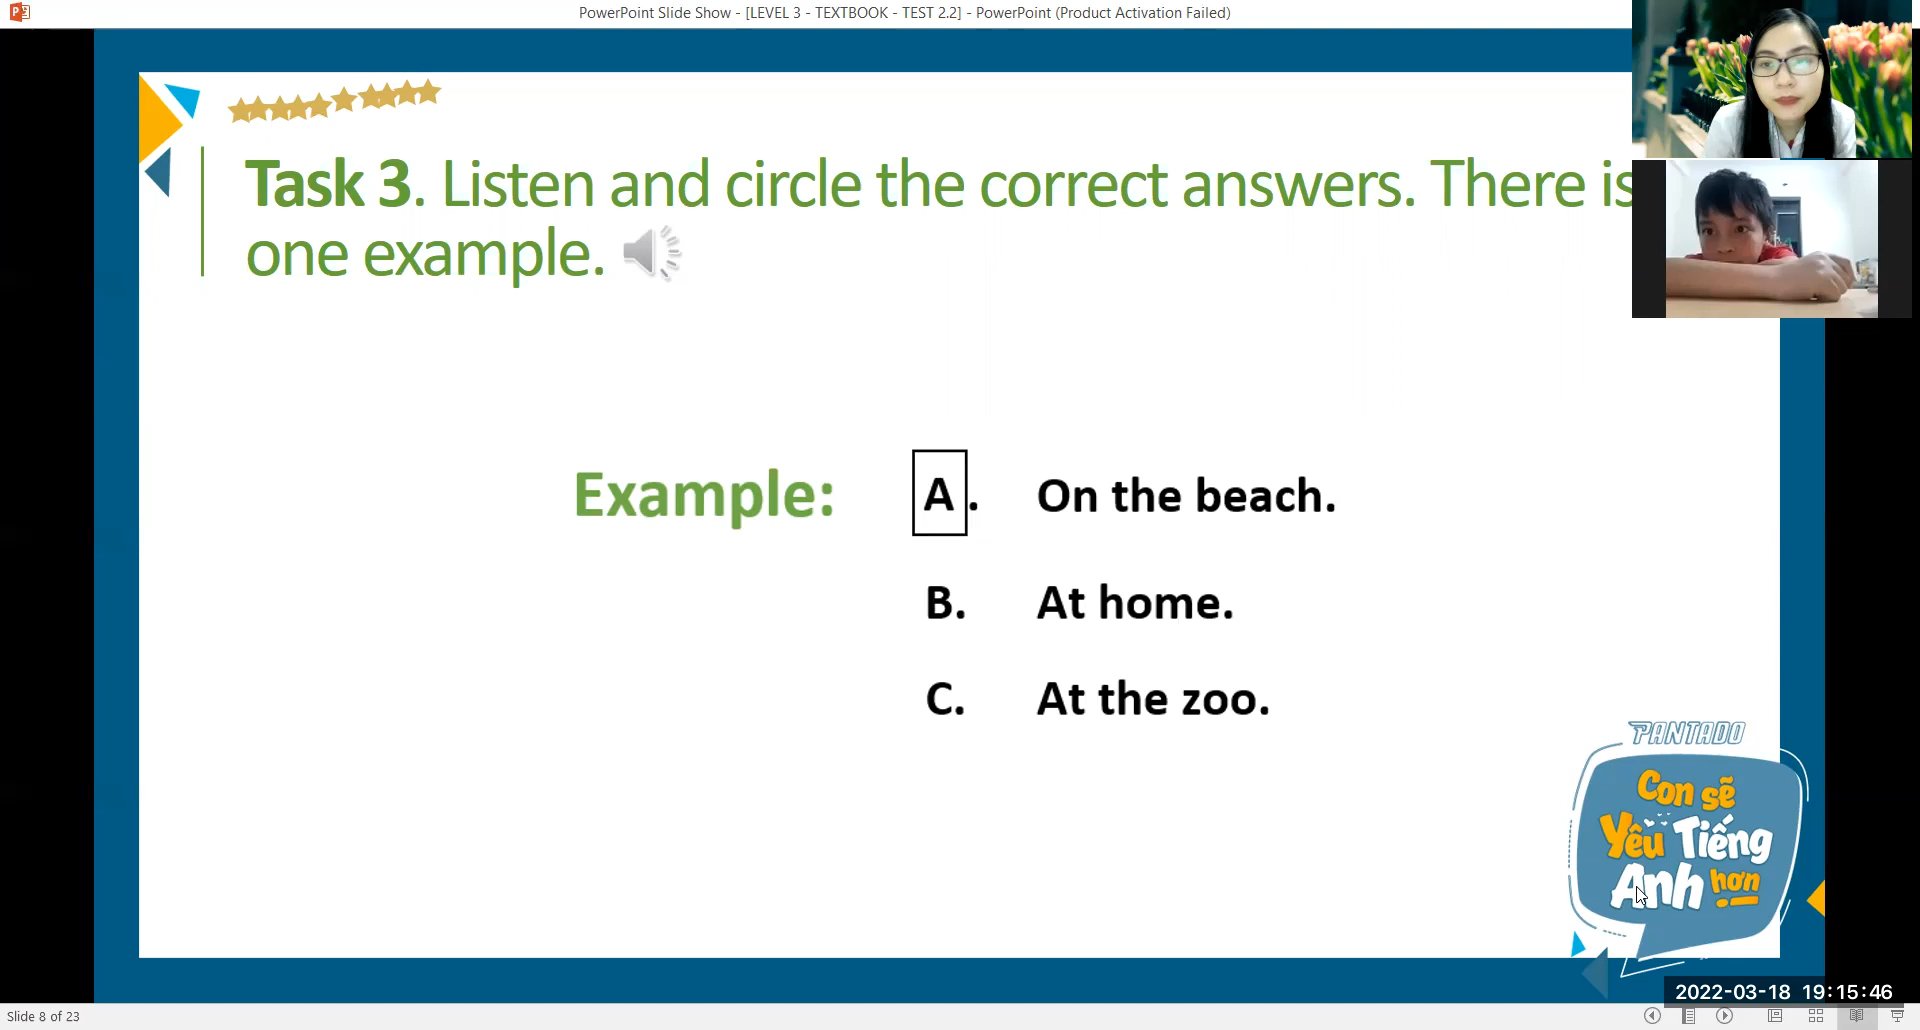 PowerPoint Slide Show - [LEVEL 3 - TEXTBOOK - TEST 2.2] - PowerPoint (Product Activation Failed)
Task 3. Listen and circle the correct answers. There is
one example.
Example: A. On the beach.
B. At home.
C. At the zoo.
PANTADO
Con sẽ
Yêu Tiếng
Anh hơn
2022-03-18 19:15:46
Slide 8 of 23